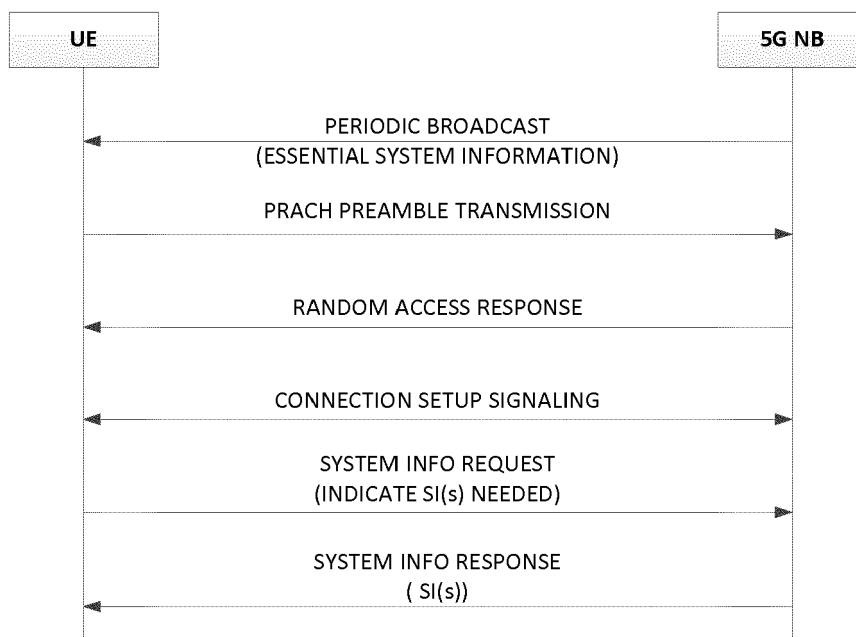 UE
5G NB
PERIODIC BROADCAST
(ESSENTIAL SYSTEM INFORMATION)
PRACH PREAMBLE TRANSMISSION
RANDOM ACCESS RESPONSE
CONNECTION SETUP SIGNALING
SYSTEM INFO REQUEST
(INDICATE SI(s) NEEDED)
SYSTEM INFO RESPONSE
( SI(s))